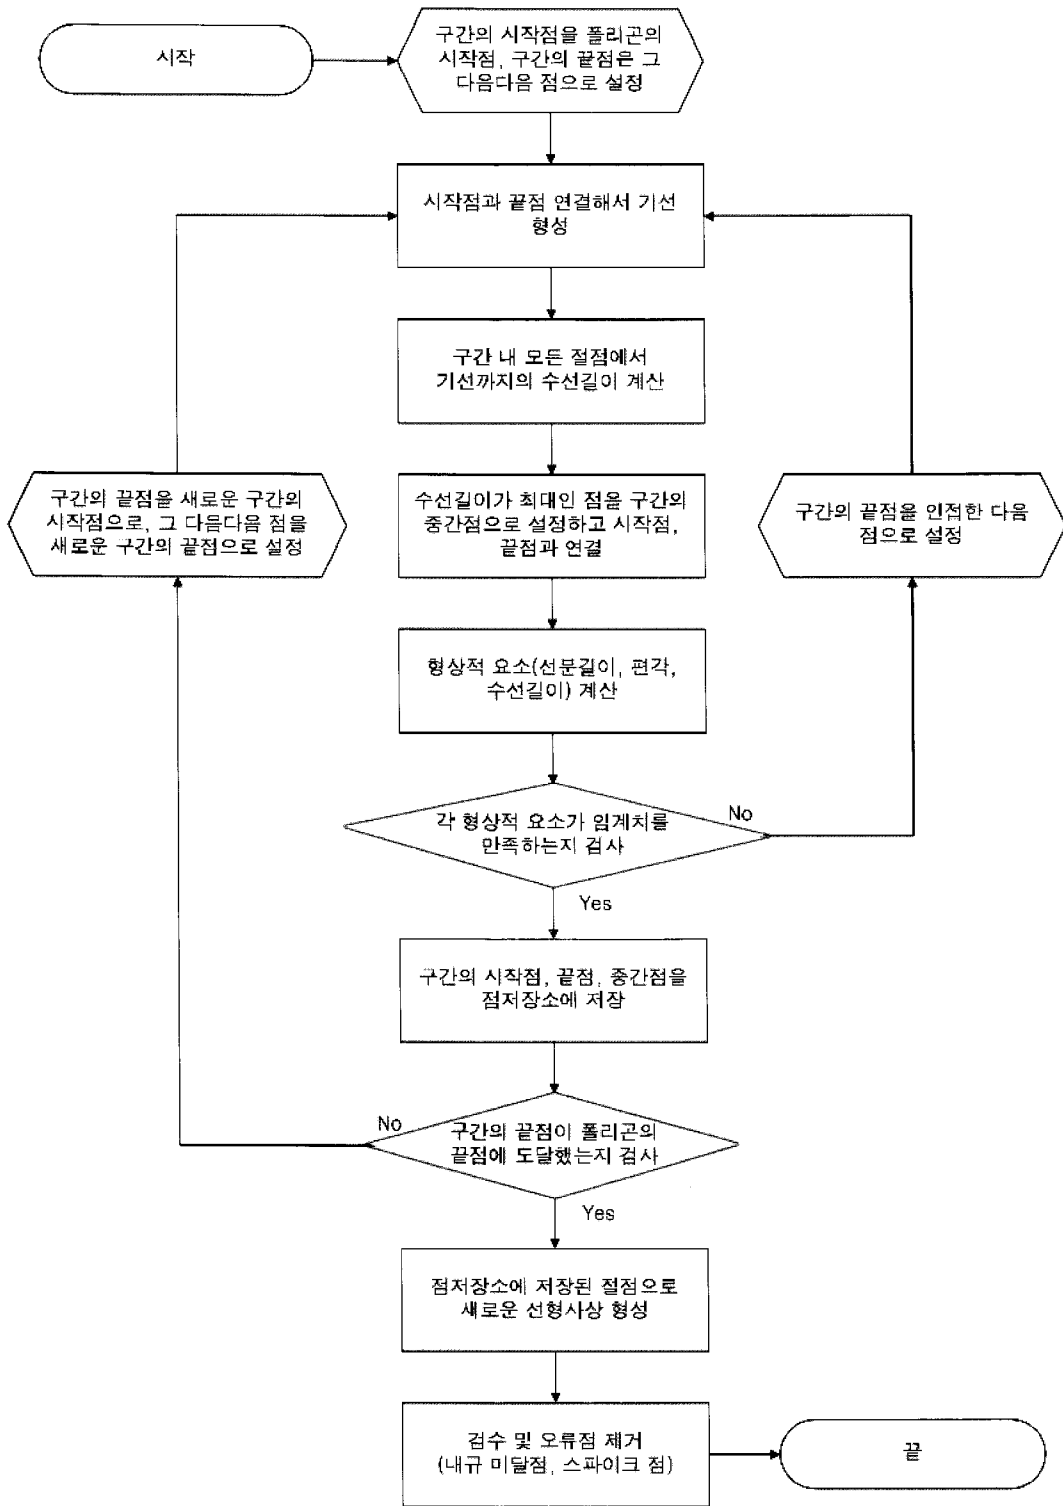 시작
구간의 시작점을 폴리곤의
시작점, 구간의 끝점은 그
다음다음 점으로 설정
시작점과 끝점 연결해서 기선
형성
구간 내 모든 절점에서
기선까지의 수선길이 계산
구간의 끝점을 새로운 구간의
시작점으로, 그 다음다음 점을
새로운 구간의 끝점으로 설정
수선길이가 최대인 점을 구간의
중간점으로 설정하고 시작점,
끝점과 연결
구간의 끝점을 인접한 다음
점으로 설정
형상적 요소(선분길이, 편각,
수선길이) 계산
각 형상적 요소가 임계치를
만족하는지 검사
No
Yes
구간의 시작점, 끝점, 중간점을
점저장소에 저장
No
구간의 끝점이 폴리곤의
끝점에 도달했는지 검사
Yes
점저장소에 저장된 절점으로
새로운 선형사상 형성
검수 및 오류점 제거
(내규 미달점, 스파이크 점)
끝